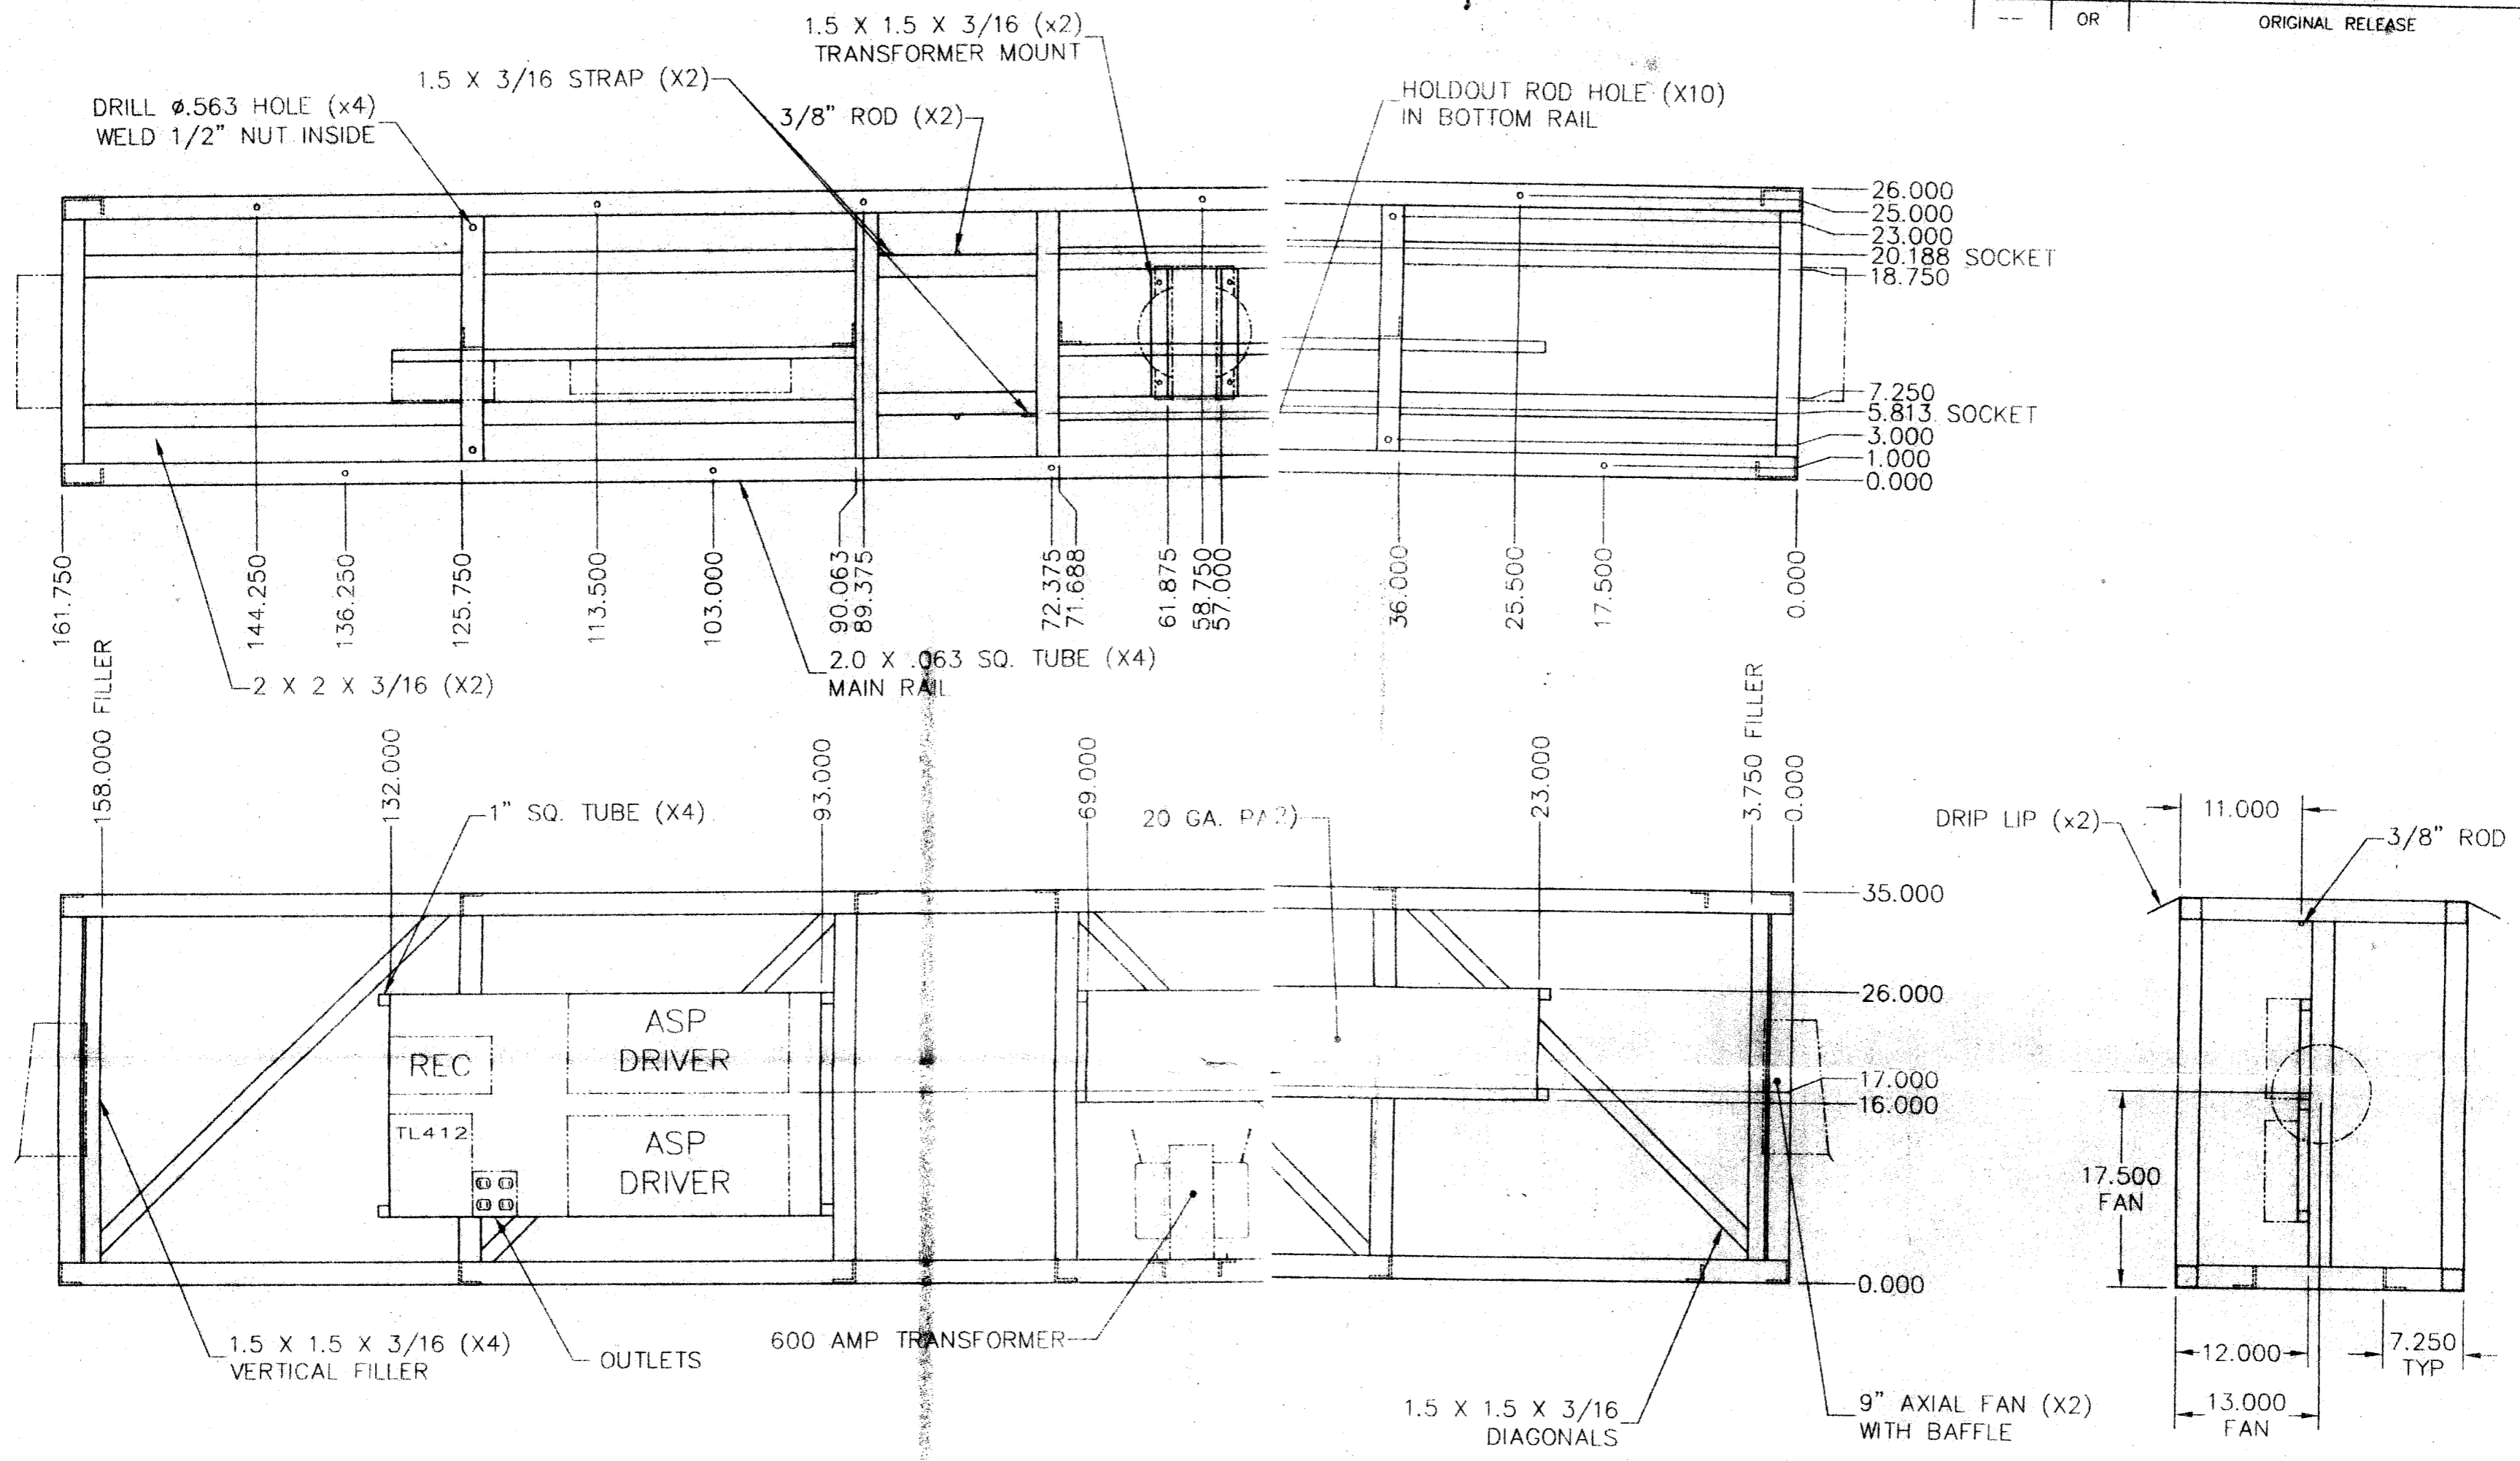 -- OR ORIGINAL RELEASE
1.5 X 1.5 X 3/16 (x2)
TRANSFORMER MOUNT
1.5 X 3/16 STRAP (X2)
HOLDOUT ROD HOLE (X10)
IN BOTTOM RAIL
DRILL ø.563 HOLE (x4)
WELD 1/2" NUT INSIDE
3/8" ROD (X2)
26.000
25.000
23.000
20.188 SOCKET
18.750
7.250
5.813 SOCKET
3.000
1.000
0.000
161.750
144.250
136.250
125.750
113.500
103.000
90.063
89.375
72.375
71.688
61.875
58.750
57.000
36.000
25.500
17.500
0.000
2 X 2 X 3/16 (X2)
2.0 X .063 SQ. TUBE (X4)
MAIN RAIL
158.000 FILLER
132.000
1" SQ. TUBE (X4)
93.000
69.000
20 GA.
23.000
3.750 FILLER
0.000
DRIP LIP (x2)
11.000
3/8" ROD
35.000
26.000
17.000
16.000
0.000
REC
ASP
DRIVER
TL412
ASP
DRIVER
17.500
FAN
1.5 X 1.5 X 3/16 (X4)
VERTICAL FILLER
OUTLETS
600 AMP TRANSFORMER
1.5 X 1.5 X 3/16
DIAGONALS
9" AXIAL FAN (X2)
WITH BAFFLE
12.000
7.250
TYP
13.000
FAN